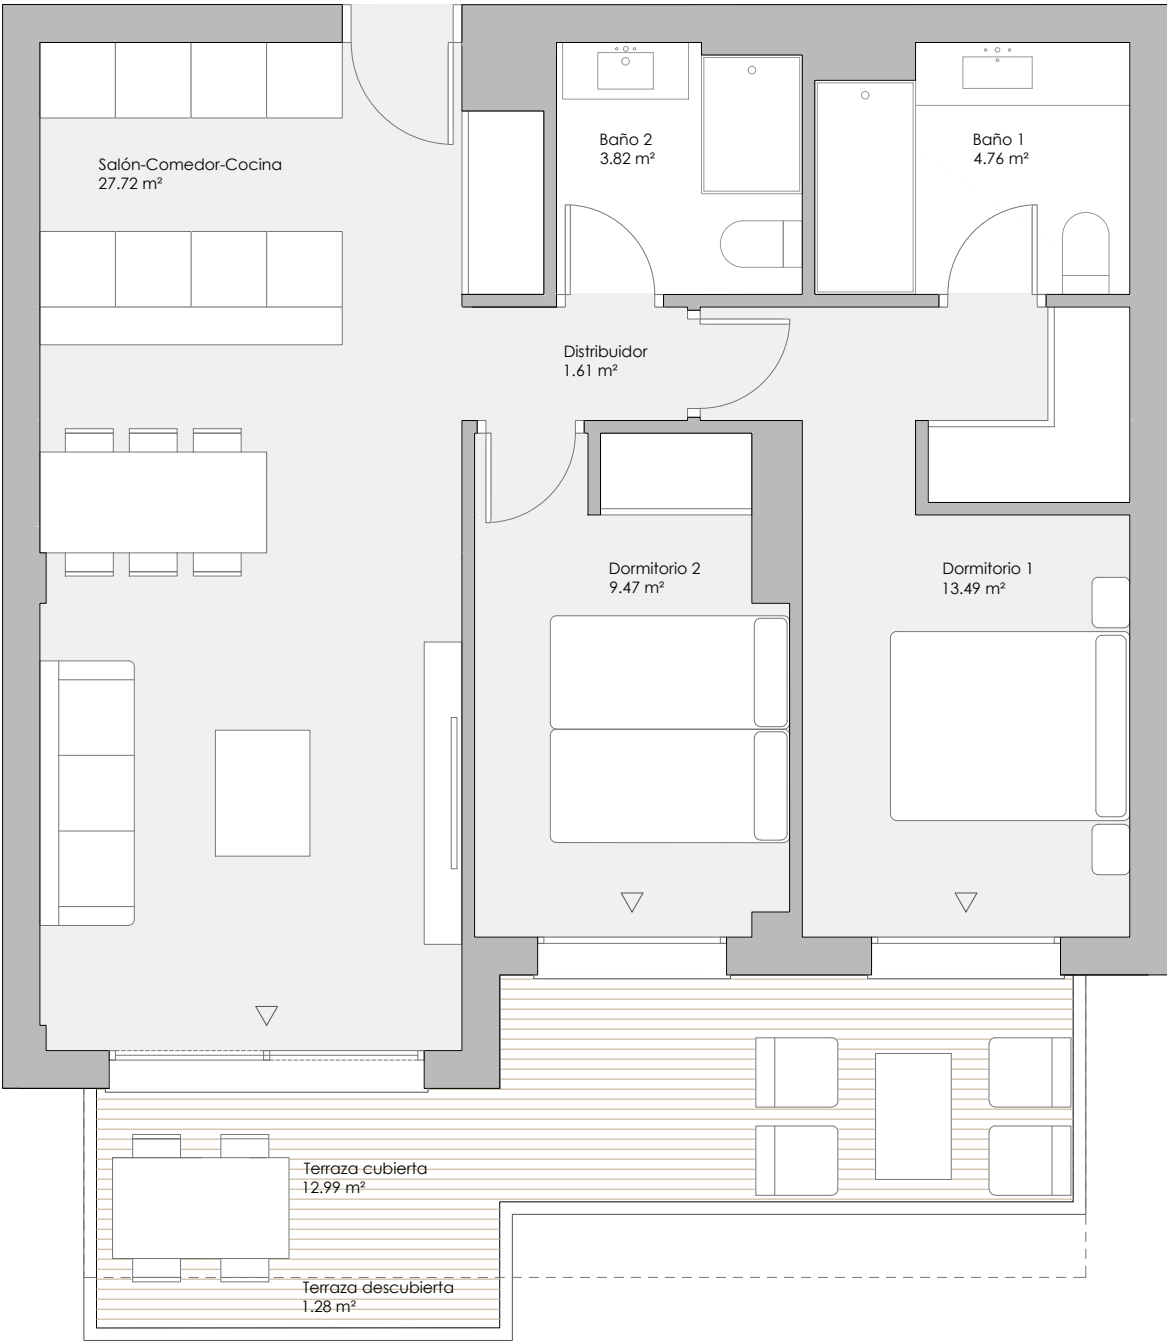 Baño 2
3.82 m²
Baño 1
4.76 m²
Salón-Comedor-Cocina
27.72 m²
Distribuidor
1.61 m²
Dormitorio 2
9.47 m²
Dormitorio 1
13.49 m²
Terraza cubierta
12.99 m²
Terraza descubierta
1.28 m²